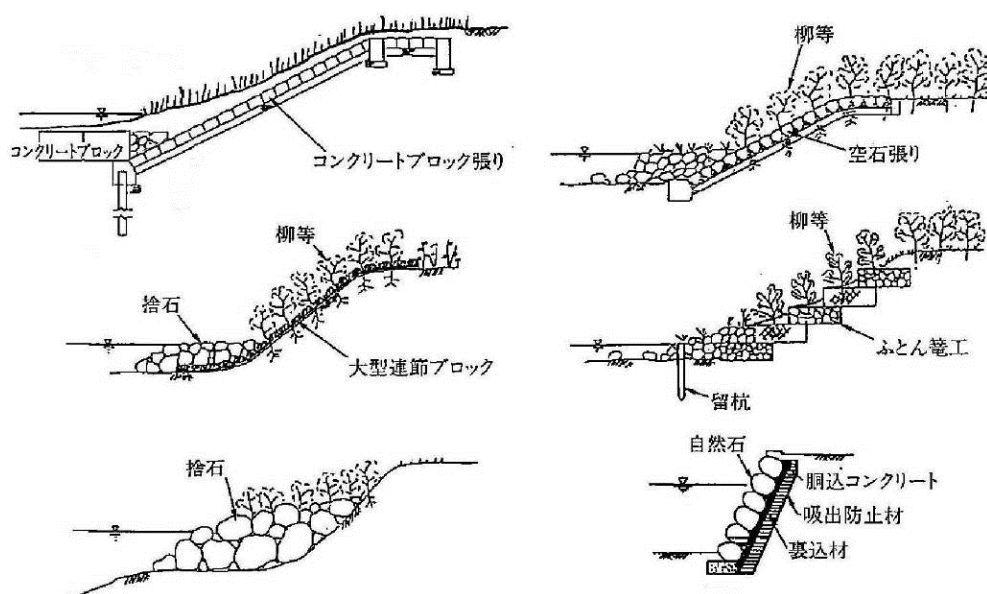 コンクリートブロック
コンクリートブロック張り
柳等
空石張り
柳等
捨石
大型連節ブロック
柳等
ふとん篭工
留杭
捨石
自然石
胴込コンクリート
吸出防止材
裏込材